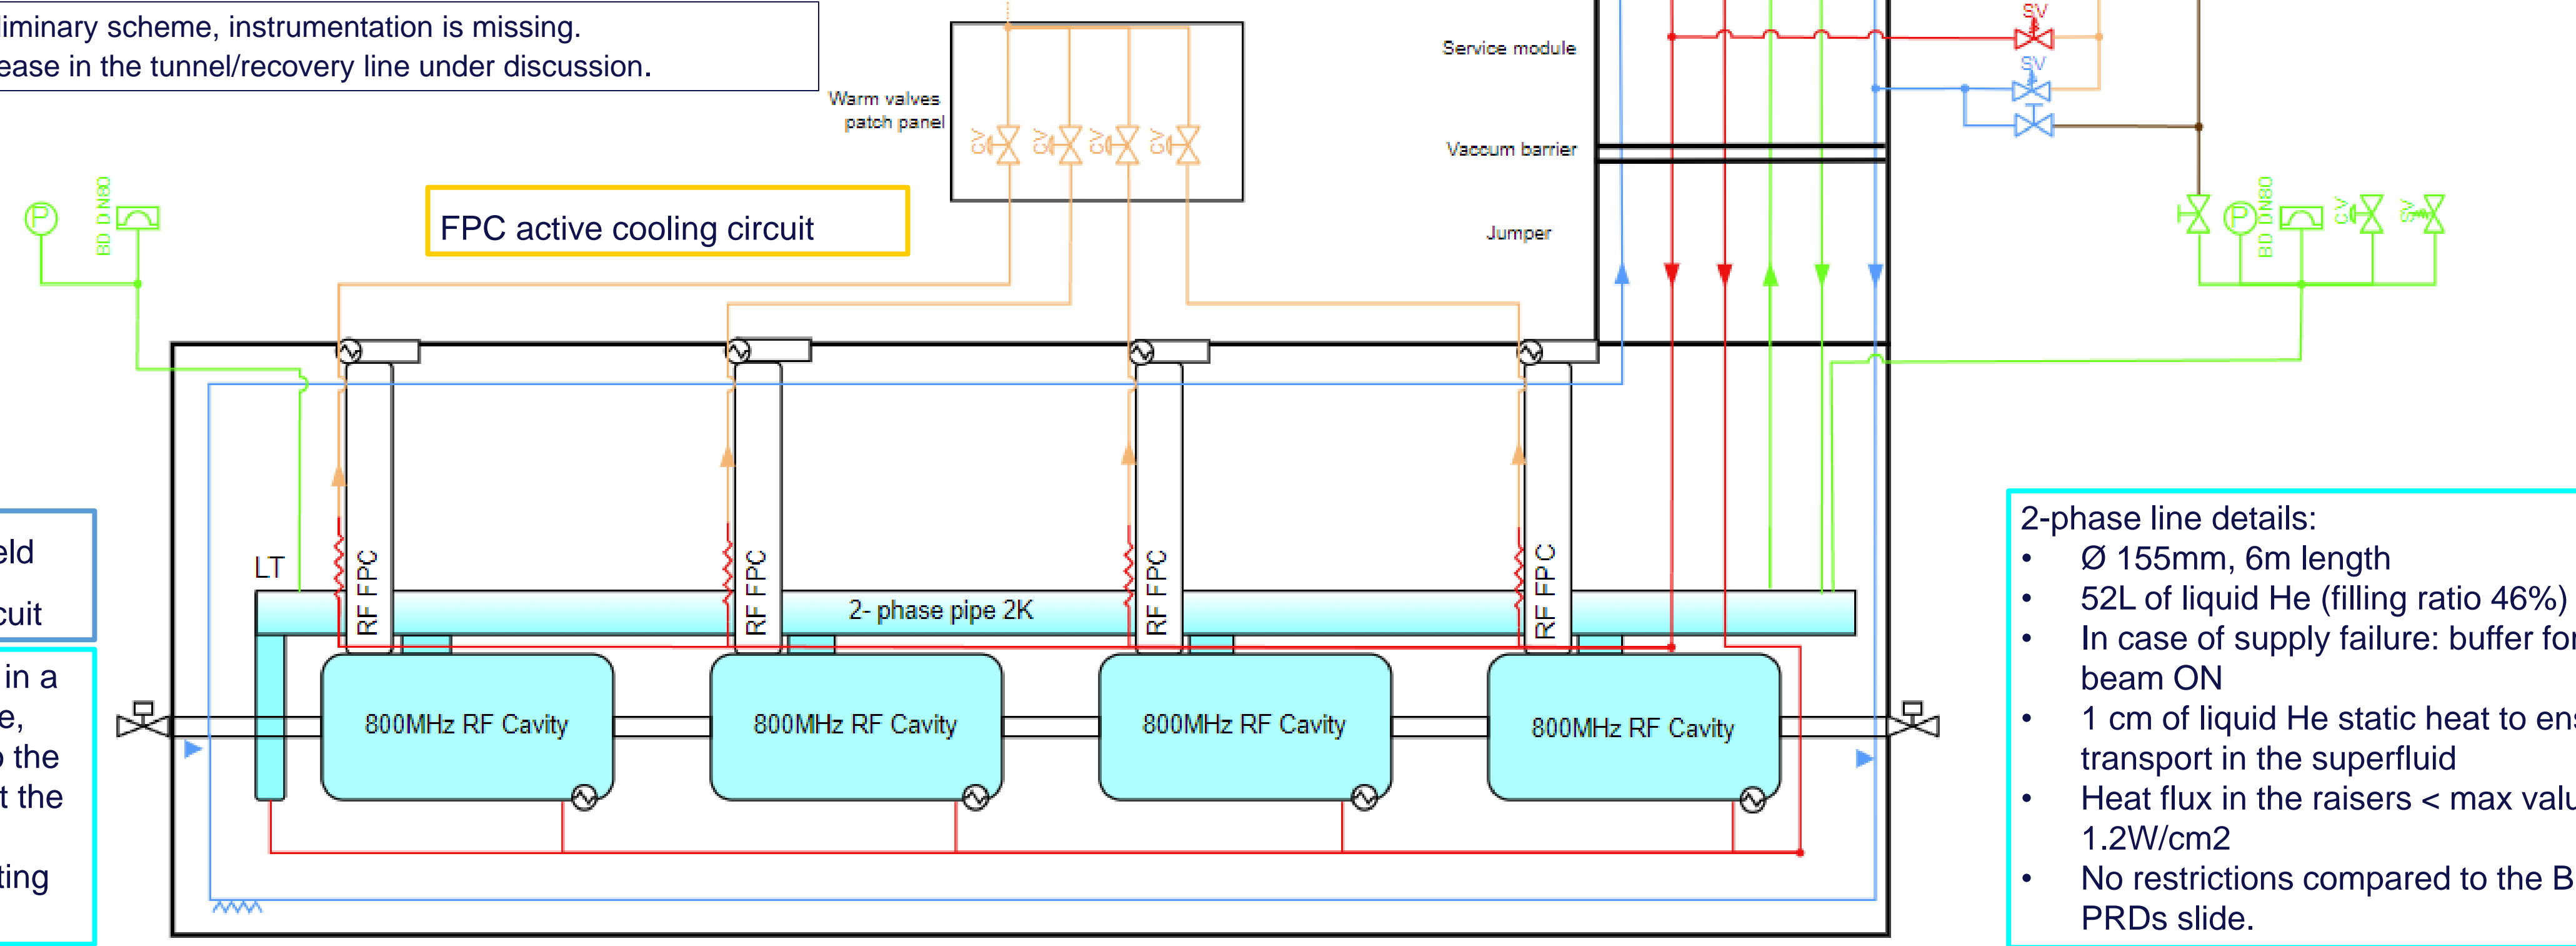 liminary scheme, instrumentation is missing.
ease in the tunnel/recovery line under discussion.
Warm valves
patch panel
CV
CV
CV
CV
Service module
Vaccum barrier
Jumper
SV
SV
P
BD DN80
FPC active cooling circuit
P
BD DN80
CV
SV
eld
cuit
in a
e,
o the
t the
ting
LT
RF FPC
RF FPC
RF FPC
RF FPC
2- phase pipe 2K
800MHz RF Cavity
800MHz RF Cavity
800MHz RF Cavity
800MHz RF Cavity
2-phase line details:
• Ø 155mm, 6m length
• 52L of liquid He (filling ratio 46%)
• In case of supply failure: buffer for
beam ON
• 1 cm of liquid He static heat to ens
transport in the superfluid
• Heat flux in the raisers < max valu
1.2W/cm2
• No restrictions compared to the B
PRDs slide.